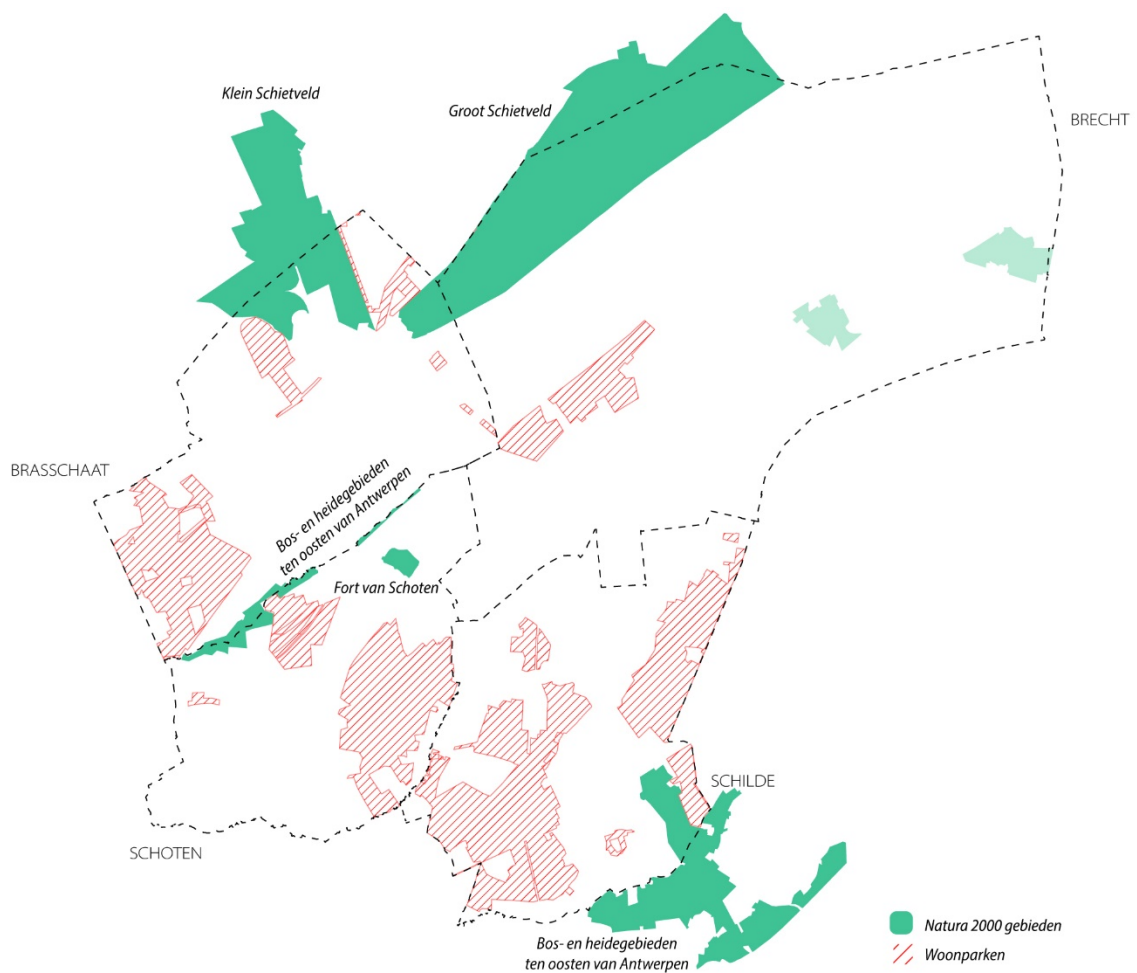 Klein Schietveld
Groot Schietveld
BRECHT
BRASSCHAAT
Bos- en heidegebieden
ten oosten van Antwerpen
Fort van Schoten
SCHILDE
SCHOTEN
Bos- en heidegebieden
ten oosten van Antwerpen
Natura 2000 gebieden
Woonparken